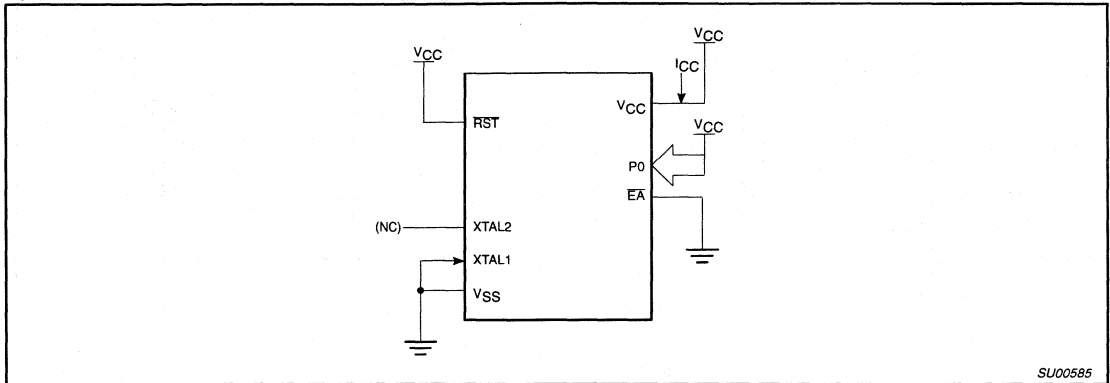 VCC
VCC
ICC
VCC
RST
VCC
P0
EA
(NC)
XTAL2
XTAL1
VSS
SU00585